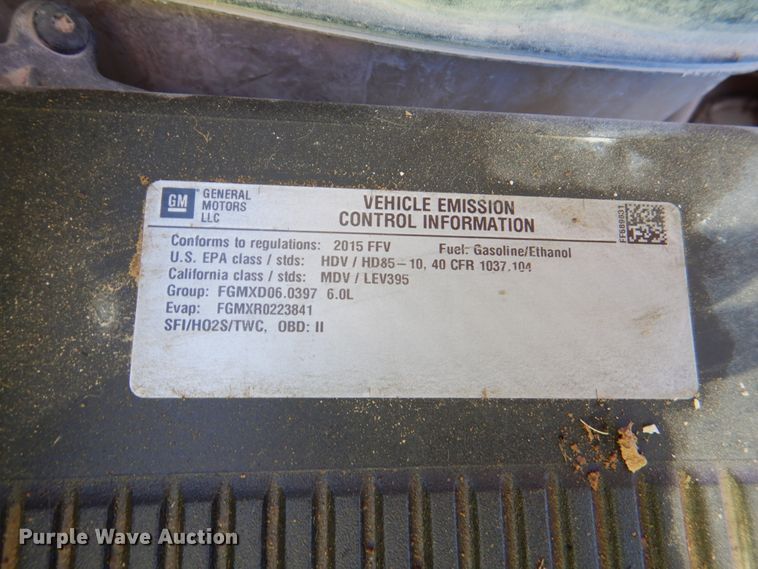 GM
GENERAL
MOTORS
LLC
VEHICLE EMISSION
CONTROL INFORMATION
FF6B9831
Conforms to regulations: 2015 FFV Fuel: Gasoline/Ethanol
U.S. EPA class / stds: HDV / HD85-10, 40 CFR 1037.104
California class / stds: MDV / LEV395
Group: FGMXD06.0397 6.0L
Evap: FGMXR0223841
SFI/HO2S/TWC, OBD: II
Purple Wave Auction